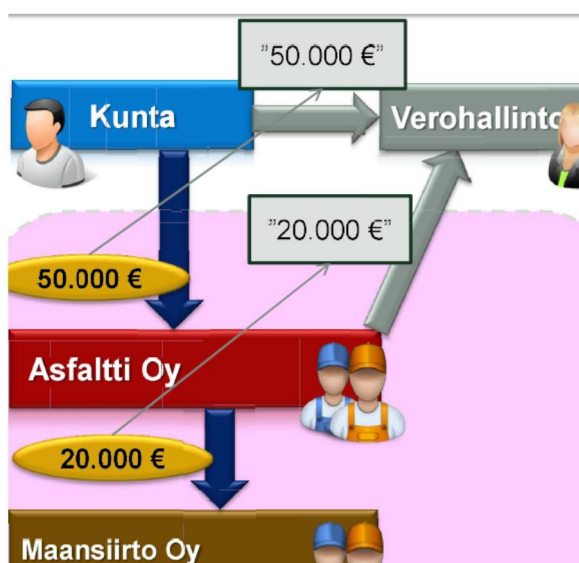 ”50.000 €”
Kunta
Verohallinto
”20.000 €”
50.000 €
Asfaltti Oy
20.000 €
Maansiirto Oy